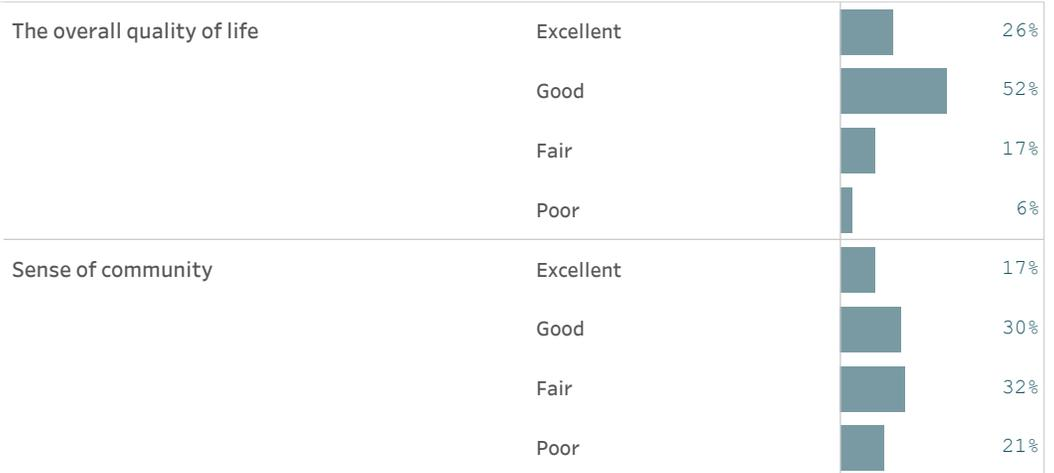 The overall quality of life Excellent 26%
Good 52%
Fair 17%
Poor 6%
Sense of community Excellent 17%
Good 30%
Fair 32%
Poor 21%